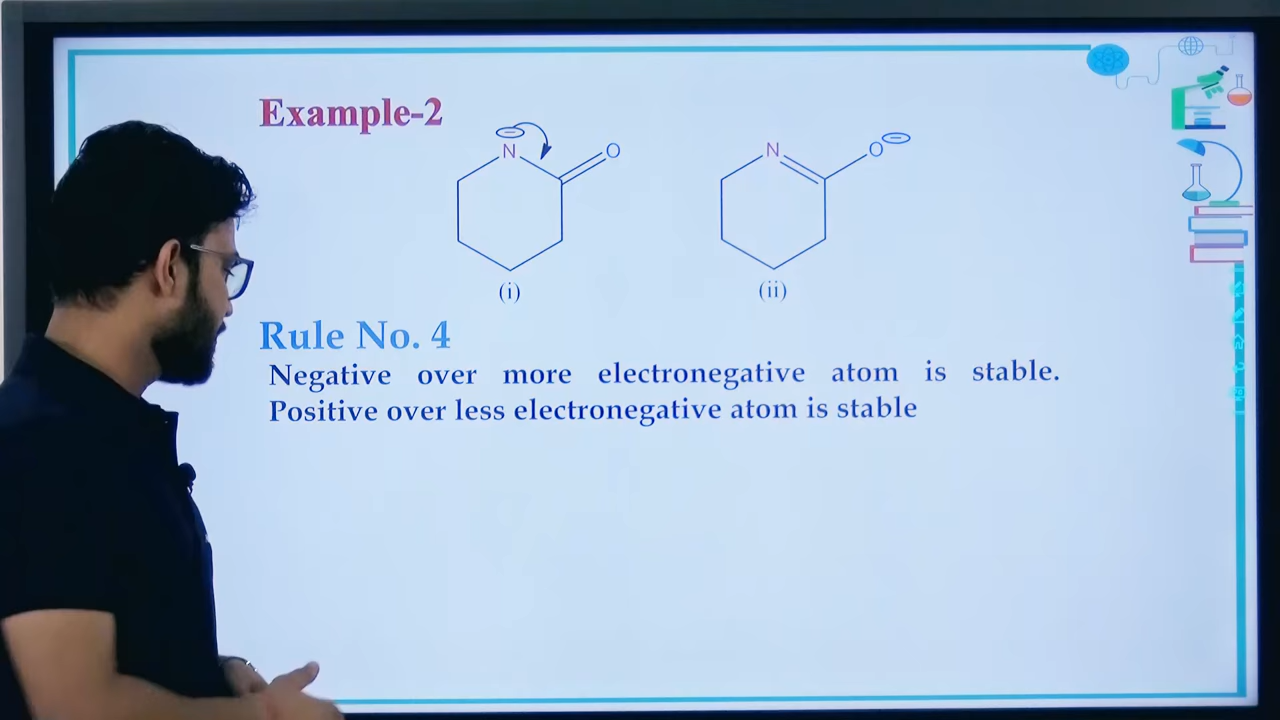 Example-2
N O N O
(i) (ii)
Rule No. 4
Negative over more electronegative atom is stable.
Positive over less electronegative atom is stable